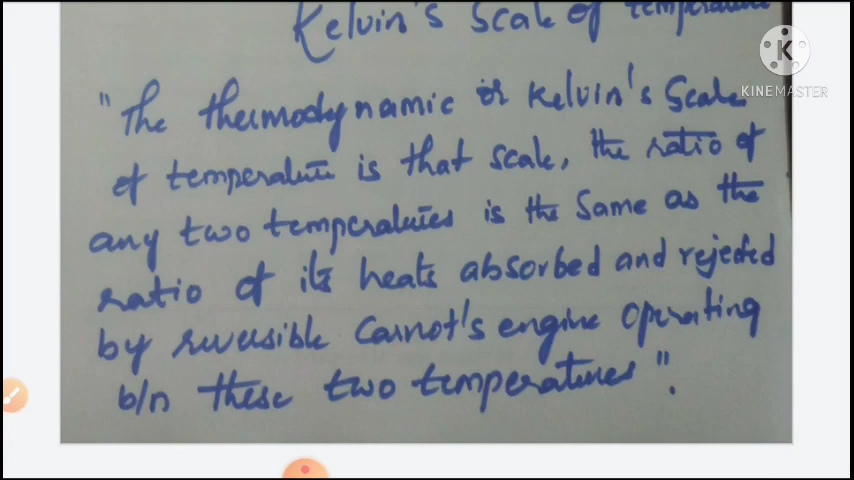 Kelvin's Scale of temperature
K
KINEMASTER
"The thermodynamic or Kelvin's Scale
of temperature is that scale, the ratio of
any two temperatures is the same as the
ratio of its heats absorbed and rejected
by reversible Carnot's engine operating
b/n these two temperatures".